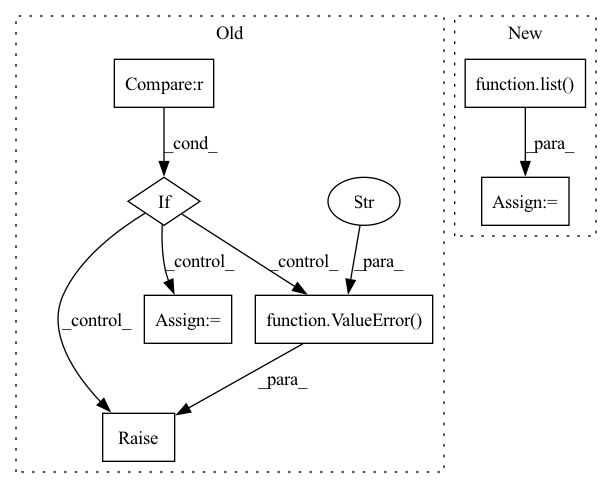 Old
New
Compare:r
function.list()
_cond_
_para_
If
Str
Assign:=
_control_
_control_
_para_
_control_
Assign:=
function.ValueError()
_para_
Raise